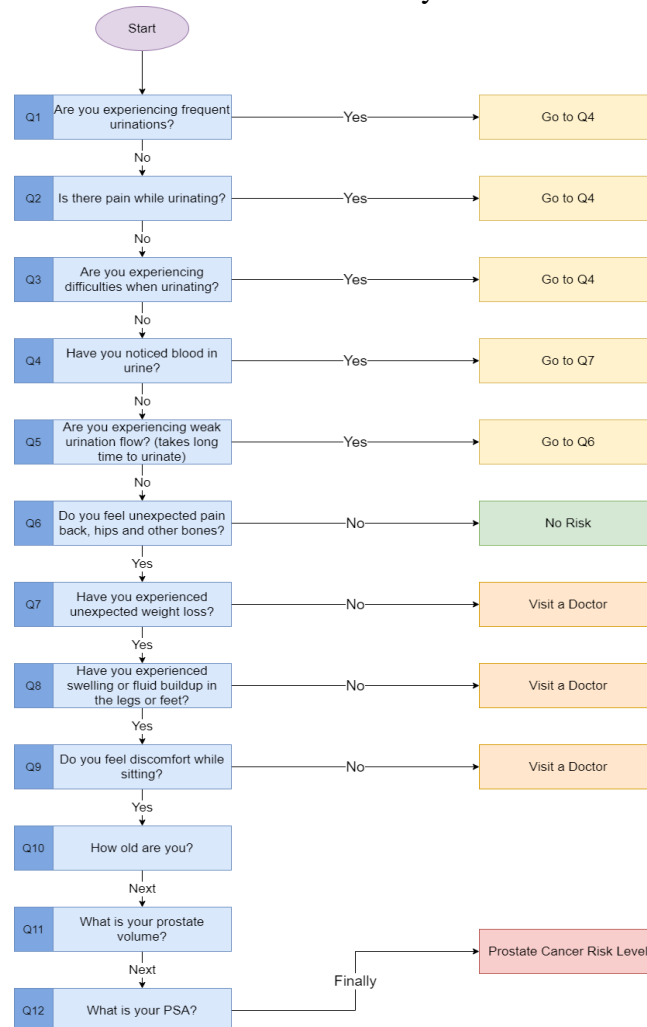 Start
Q1
Are you experiencing frequent
urinations?
Yes
Go to Q4
No
Q2
Is there pain while urinating?
Yes
Go to Q4
No
Q3
Are you experiencing
difficulties when urinating?
Yes
Go to Q4
No
Q4
Have you noticed blood in
urine?
Yes
Go to Q7
No
Q5
Are you experiencing weak
urination flow? (takes long
time to urinate)
Yes
Go to Q6
No
Q6
Do you feel unexpected pain
back, hips and other bones?
No
No Risk
Yes
Q7
Have you experienced
unexpected weight loss?
No
Visit a Doctor
Yes
Q8
Have you experienced
swelling or fluid buildup in
the legs or feet?
No
Visit a Doctor
Yes
Q9
Do you feel discomfort while
sitting?
No
Visit a Doctor
Yes
Q10
How old are you?
Next
Q11
What is your prostate
volume?
Next
Prostate Cancer Risk Level
Finally
Q12
What is your PSA?